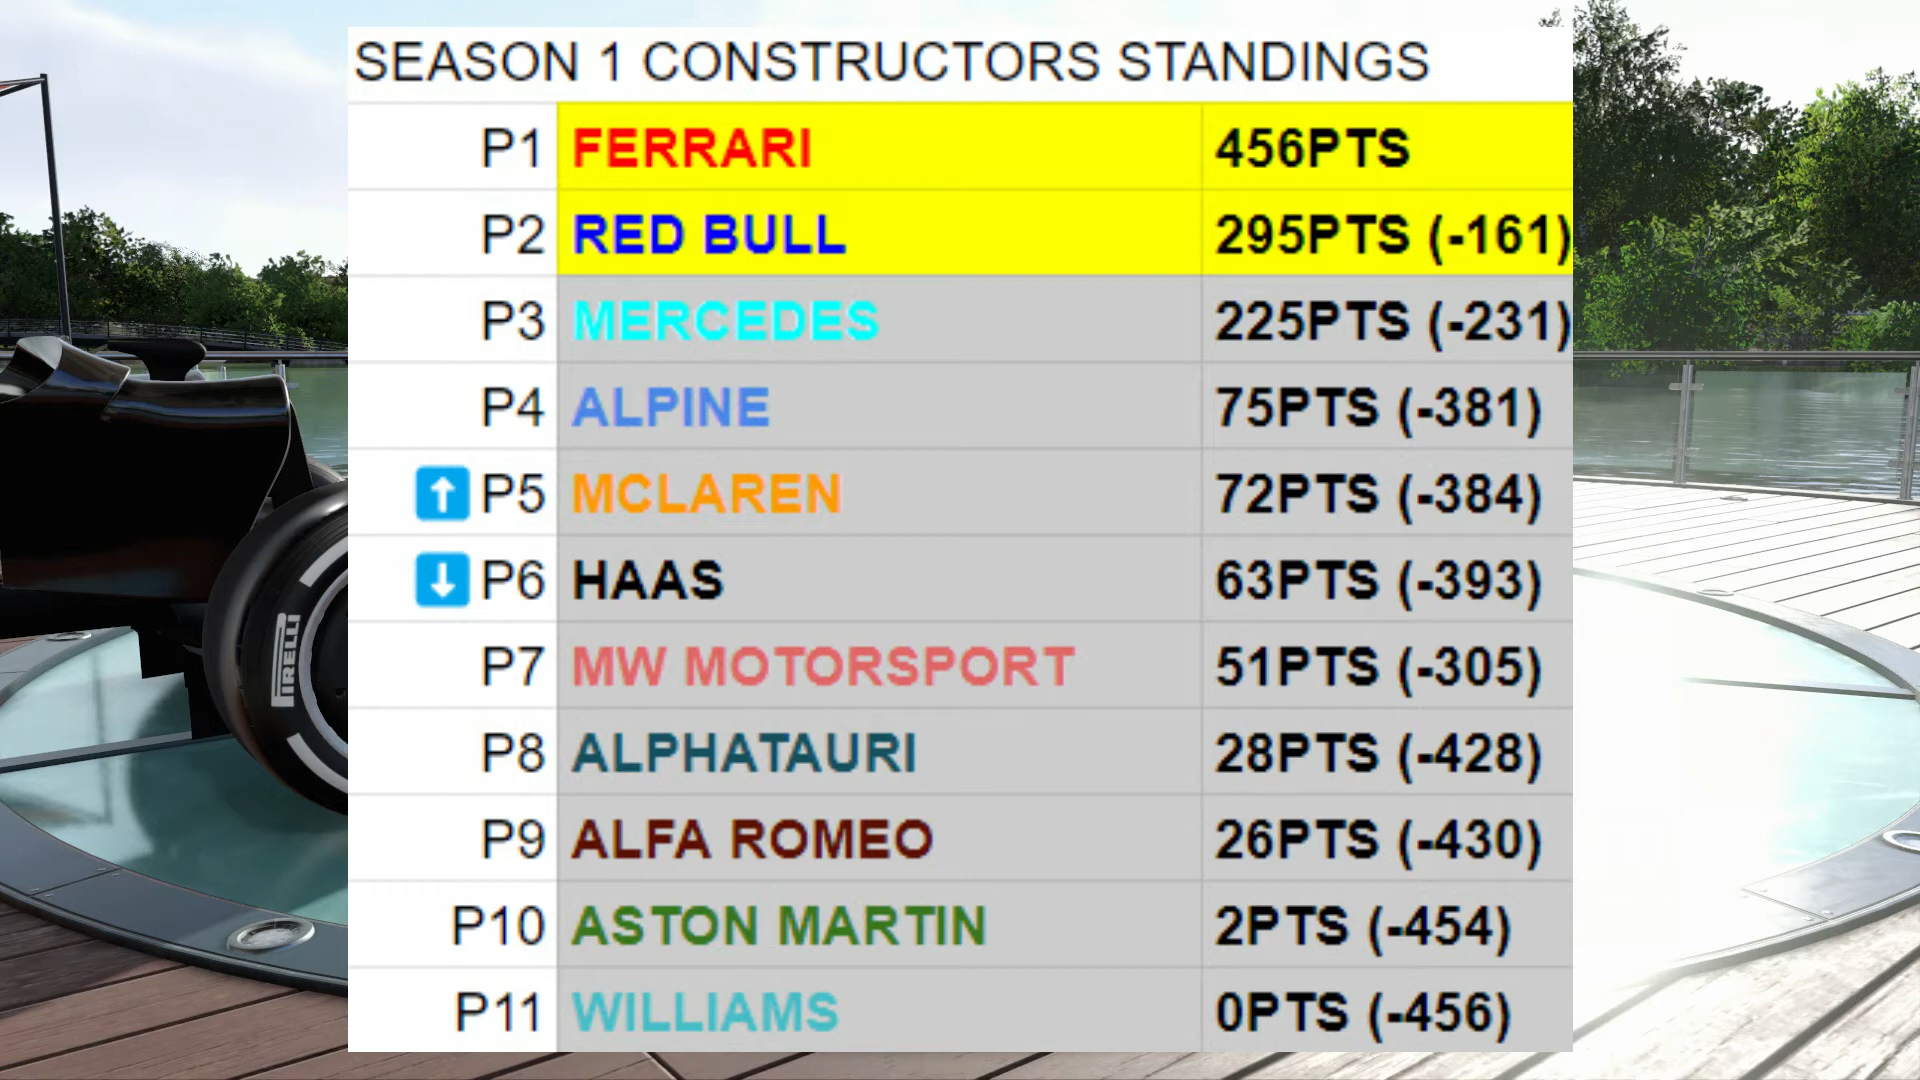 SEASON 1 CONSTRUCTORS STANDINGS
P1 FERRARI 456PTS
P2 RED BULL 295PTS (-161)
P3 MERCEDES 225PTS (-231)
P4 ALPINE 75PTS (-381)
⬆ P5 MCLAREN 72PTS (-384)
⬇ P6 HAAS 63PTS (-393)
P7 MW MOTORSPORT 51PTS (-305)
P8 ALPHATAURI 28PTS (-428)
P9 ALFA ROMEO 26PTS (-430)
P10 ASTON MARTIN 2PTS (-454)
P11 WILLIAMS 0PTS (-456)
PIRELLI